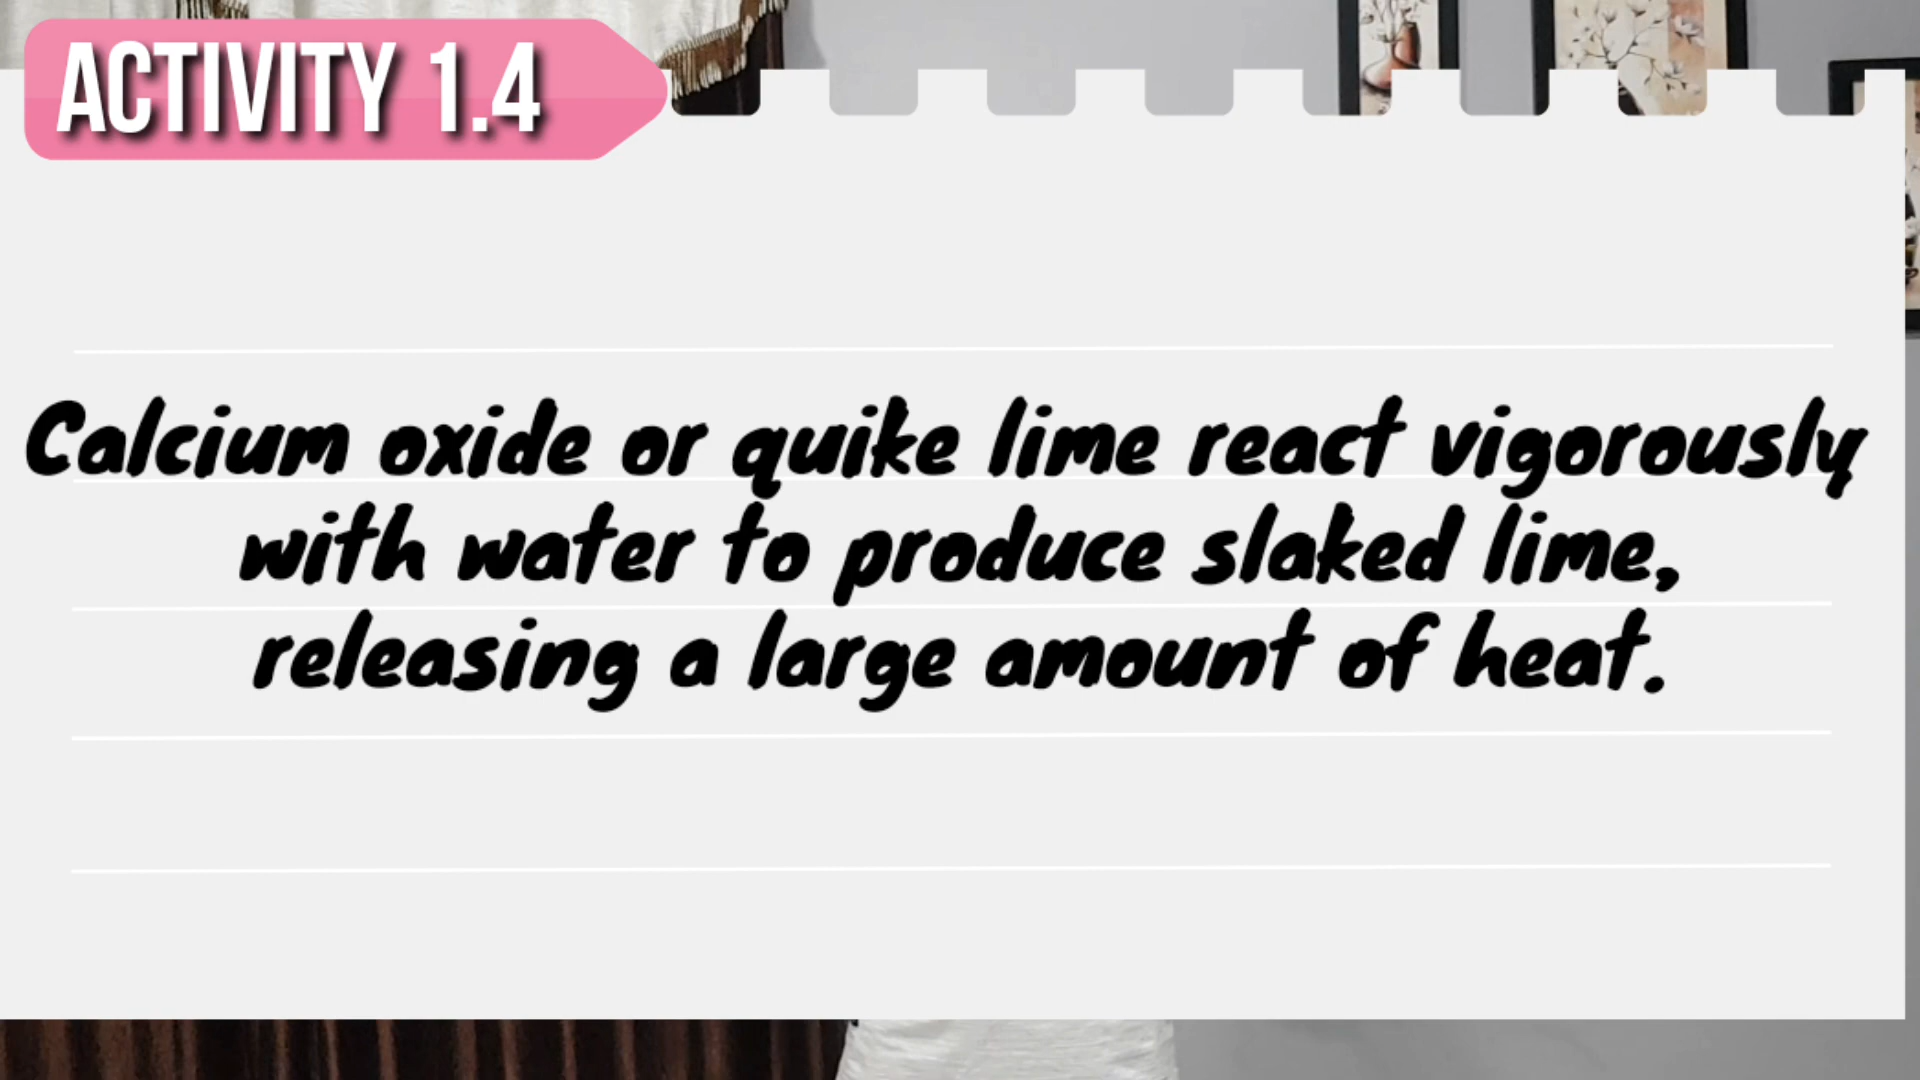 ACTIVITY 1.4
Calcium oxide or quike lime react vigorously
with water to produce slaked lime,
releasing a large amount of heat.